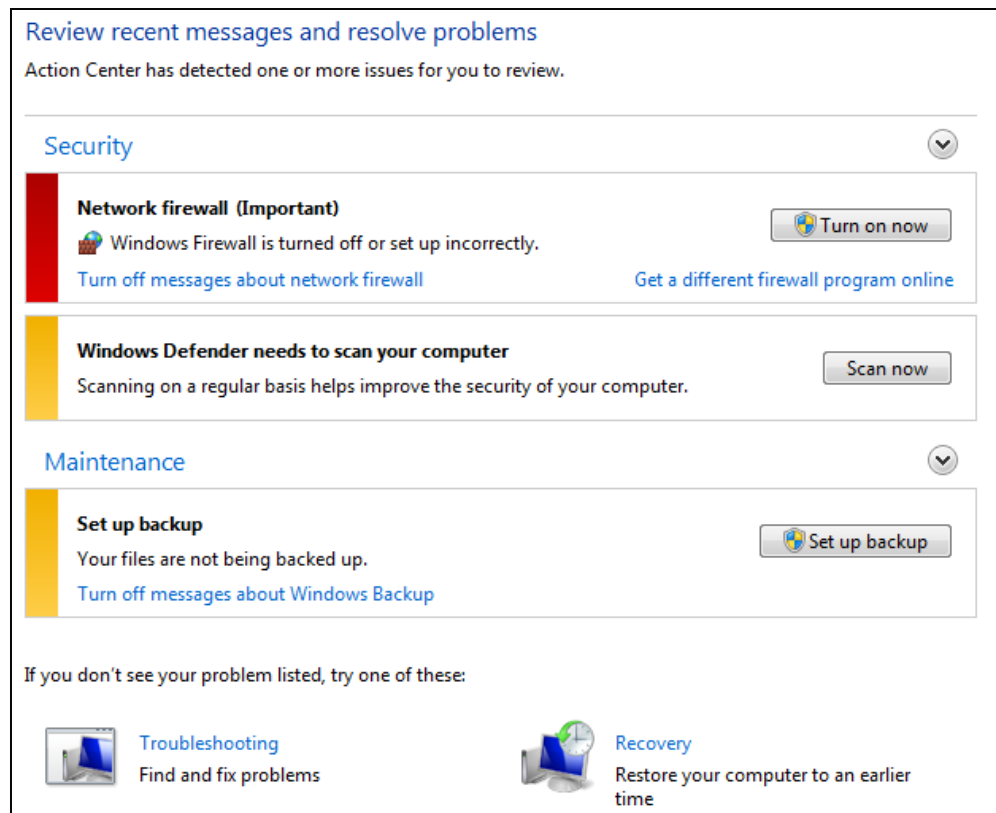 Review recent messages and resolve problems
Action Center has detected one or more issues for you to review.
Security
Network firewall (Important)
Windows Firewall is turned off or set up incorrectly.
Turn on now
Turn off messages about network firewall
Get a different firewall program online
Windows Defender needs to scan your computer
Scanning on a regular basis helps improve the security of your computer.
Scan now
Maintenance
Set up backup
Your files are not being backed up.
Set up backup
Turn off messages about Windows Backup
If you don't see your problem listed, try one of these:
Troubleshooting
Find and fix problems
Recovery
Restore your computer to an earlier
time